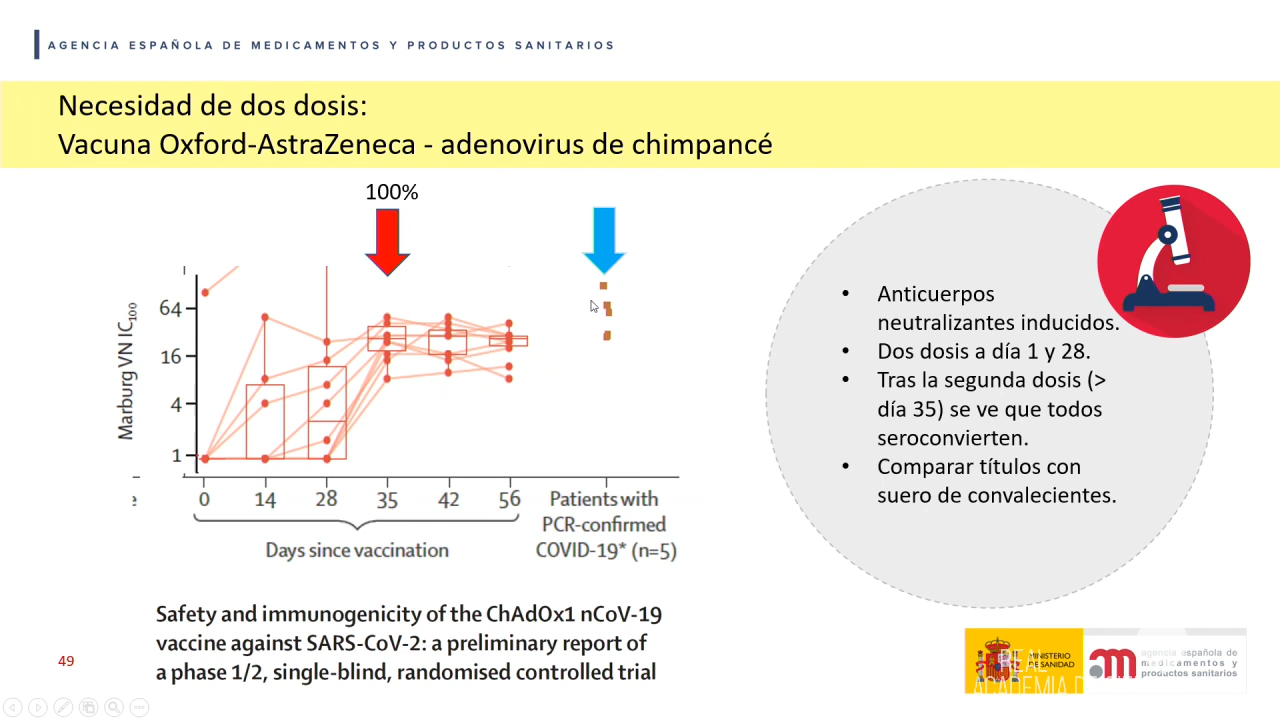 AGENCIA ESPAÑOLA DE MEDICAMENTOS Y PRODUCTOS SANITARIOS
Necesidad de dos dosis:
Vacuna Oxford-AstraZeneca - adenovirus de chimpancé
100%
Marburg VN IC100
64
16
4
1
e
0 14 28 35 42 56
Days since vaccination
Patients with
PCR-confirmed
COVID-19* (n=5)
• Anticuerpos
neutralizantes inducidos.
• Dos dosis a día 1 y 28.
• Tras la segunda dosis (>
día 35) se ve que todos
seroconvierten.
• Comparar títulos con
suero de convalecientes.
Safety and immunogenicity of the ChAdOx1 nCoV-19
vaccine against SARS-CoV-2: a preliminary report of
a phase 1/2, single-blind, randomised controlled trial
49
MINISTERIO
DE SANIDAD
REAL
ACADEMIA D
am
agencia española de
medicamentos y
productos sanitarios